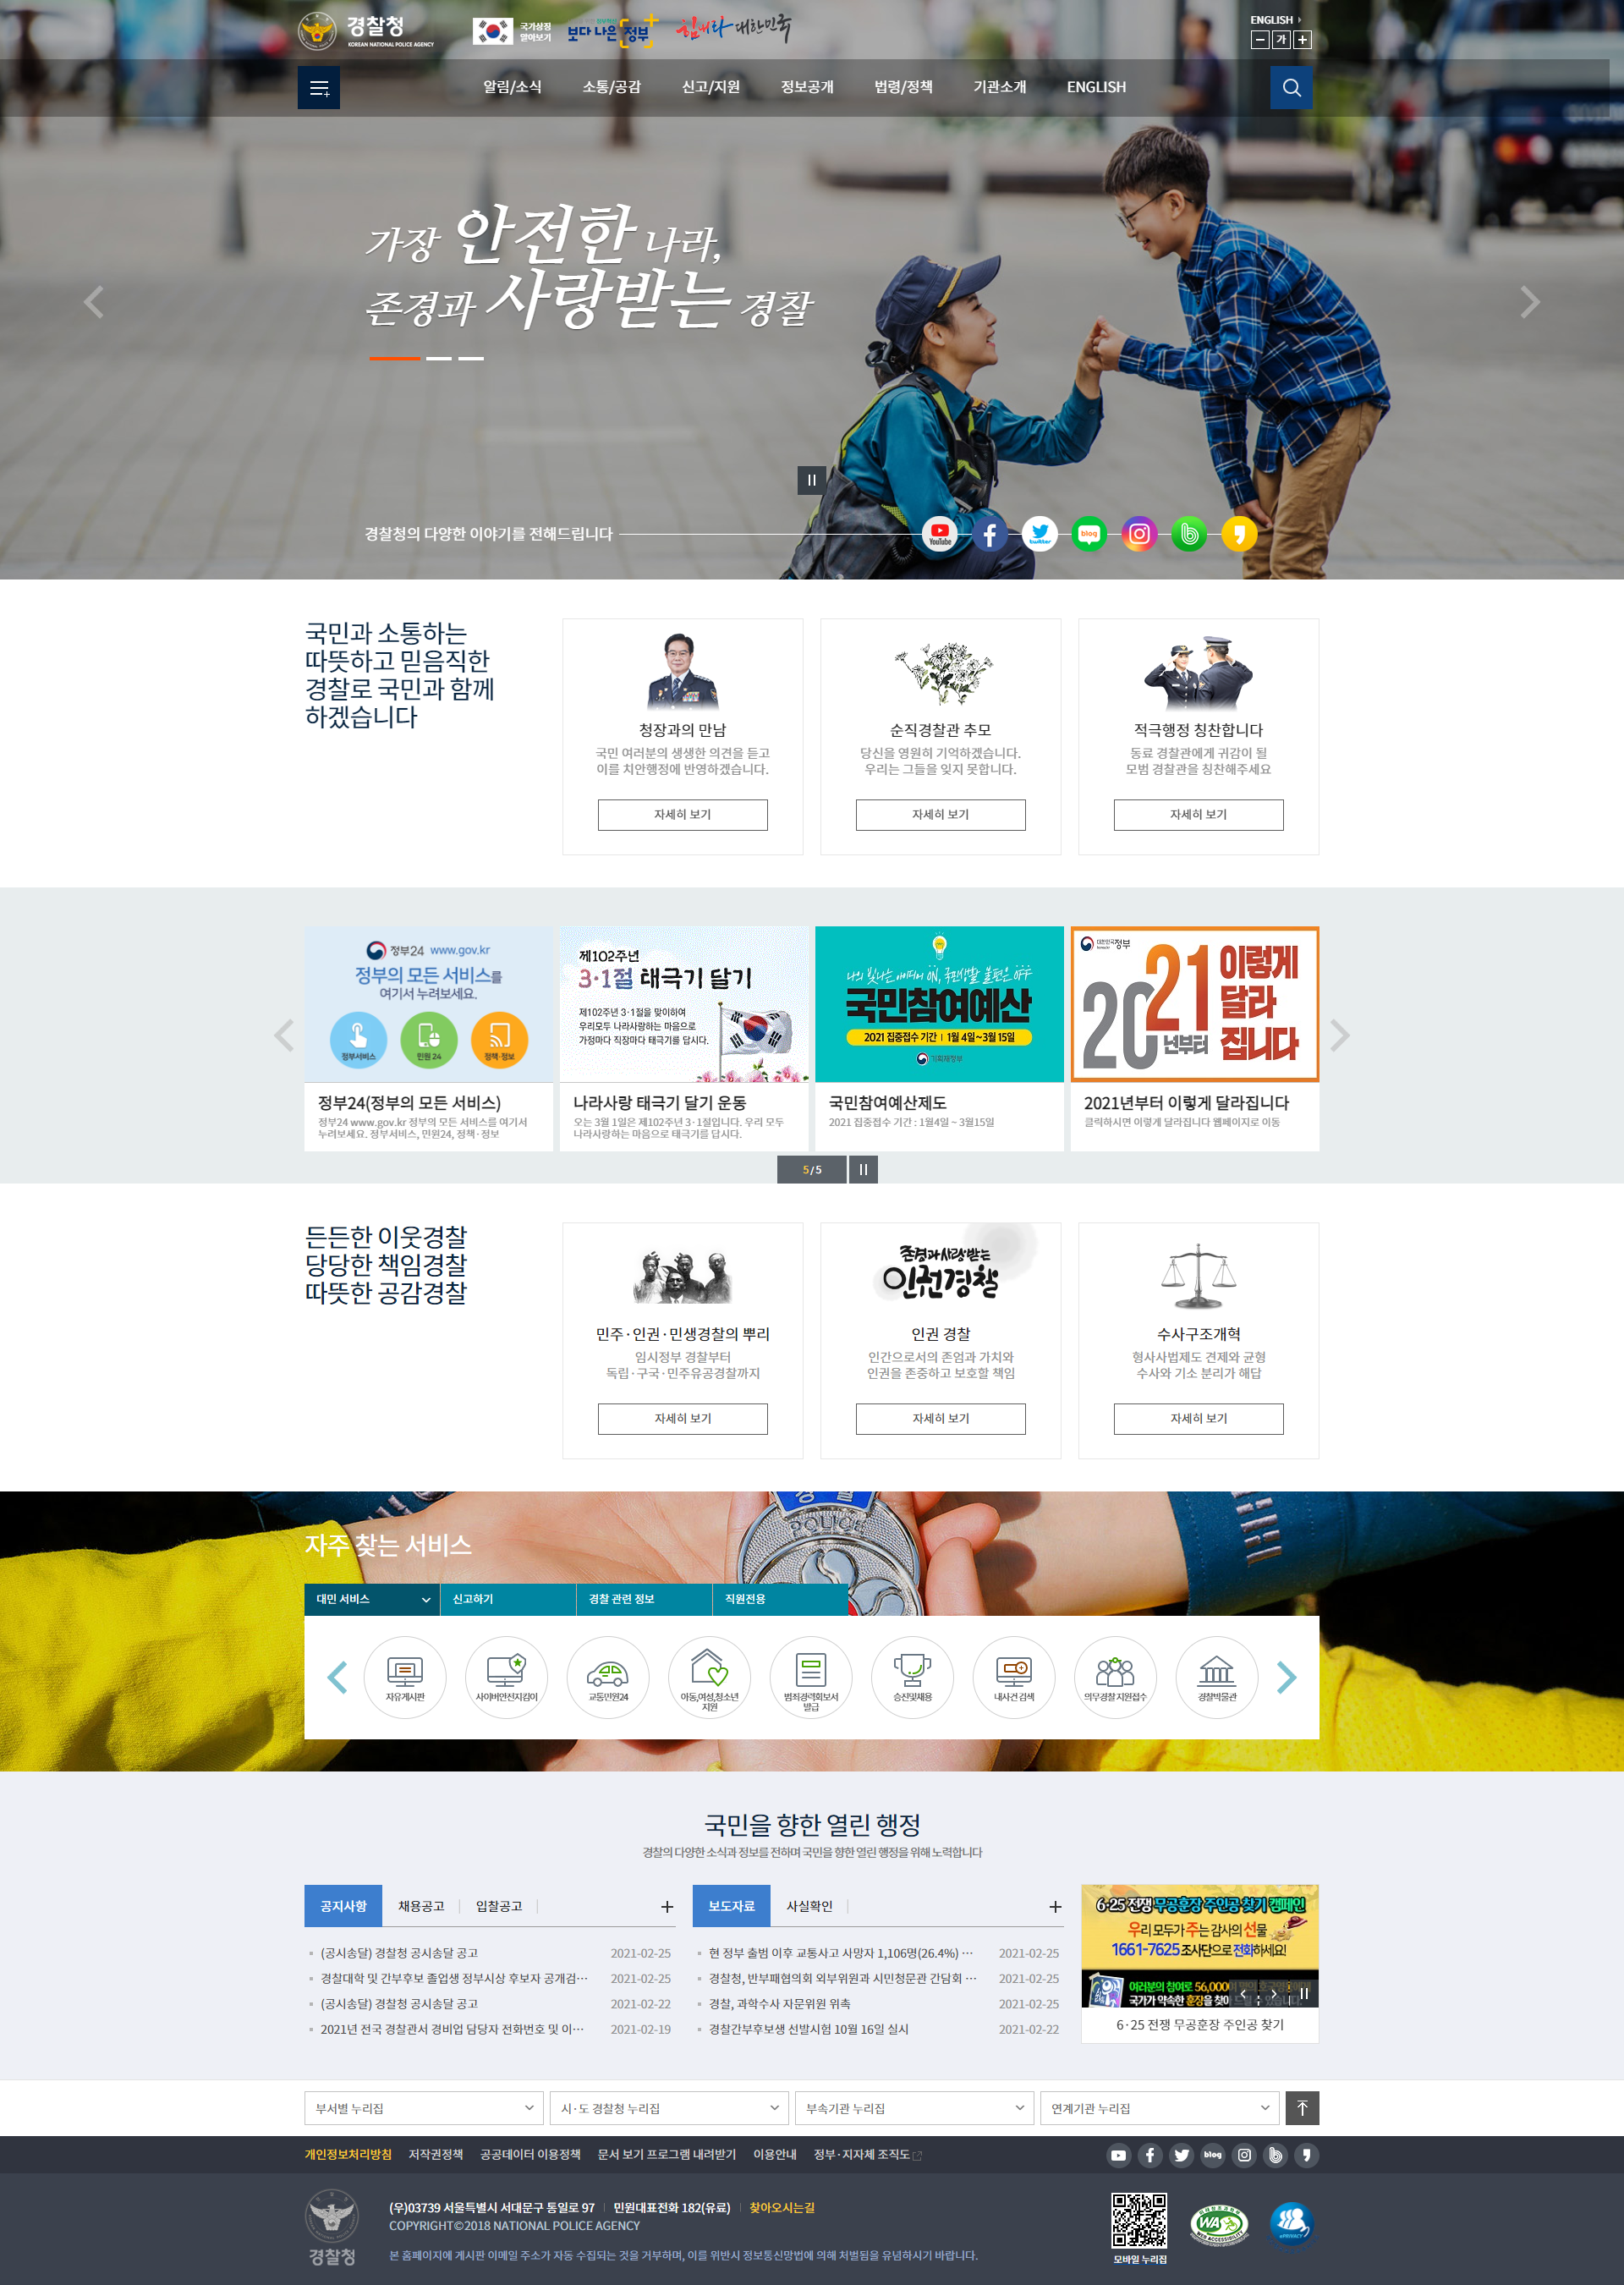 경찰청
KOREAN NATIONAL POLICE AGENCY
국가상징
알아보기
보다 나은 정부
힘내라 대한민국
ENGLISH
가
알림/소식
소통/공감
신고/지원
정보공개
법령/정책
기관소개
ENGLISH
가장 안전한 나라,
존경과 사랑받는 경찰
경찰청의 다양한 이야기를 전해드립니다
YouTube
twitter
blog
국민과 소통하는
따뜻하고 믿음직한
경찰로 국민과 함께
하겠습니다
청장과의 만남
국민 여러분의 생생한 의견을 듣고
이를 치안행정에 반영하겠습니다.
자세히 보기
순직경찰관 추모
당신을 영원히 기억하겠습니다.
우리는 그들을 잊지 못합니다.
자세히 보기
적극행정 칭찬합니다
동료 경찰관에게 귀감이 될
모범 경찰관을 칭찬해주세요
자세히 보기
정부24 www.gov.kr
정부의 모든 서비스를
여기서 누려보세요.
정부서비스
민원 24
정책·정보
정부24(정부의 모든 서비스)
정부24 www.gov.kr 정부의 모든 서비스를 여기서
누려보세요. 정부서비스, 민원24, 정책·정보
제102주년
3·1절 태극기 달기
제102주년 3·1절을 맞이하여
우리모두 나라사랑하는 마음으로
가정마다 직장마다 태극기를 답시다.
나라사랑 태극기 달기 운동
오는 3월 1일은 제102주년 3·1절입니다. 우리 모두
나라사랑하는 마음으로 태극기를 답시다.
나의 빛나는 아이디어 ON, 국민생활 불편은 OFF
국민참여예산
2021 집중접수 기간 | 1월 4일~3월 15일
기획재정부
국민참여예산제도
2021 집중접수 기간 : 1월4일 ~ 3월15일
대한민국정부
2021
년부터
이렇게
달라
집니다
2021년부터 이렇게 달라집니다
클릭하시면 이렇게 달라집니다 웹페이지로 이동
5 / 5
든든한 이웃경찰
당당한 책임경찰
따뜻한 공감경찰
민주·인권·민생경찰의 뿌리
임시정부 경찰부터
독립·구국·민주유공경찰까지
자세히 보기
존경과 사랑받는
인권경찰
인권 경찰
인간으로서의 존엄과 가치와
인권을 존중하고 보호할 책임
자세히 보기
수사구조개혁
형사사법제도 견제와 균형
수사와 기소 분리가 해답
자세히 보기
경찰
POLICE
자주 찾는 서비스
대민 서비스
신고하기
경찰 관련 정보
직원전용
자유게시판
사이버안전지킴이
교통민원24
아동,여성,청소년
지원
범죄경력회보서
발급
승진및채용
내사건 검색
의무경찰 지원접수
경찰박물관
국민을 향한 열린 행정
경찰의 다양한 소식과 정보를 전하며 국민을 향한 열린 행정을 위해 노력합니다
공지사항
채용공고
입찰공고
(공시송달) 경찰청 공시송달 공고 2021-02-25
경찰대학 및 간부후보 졸업생 정부시상 후보자 공개검··· 2021-02-25
(공시송달) 경찰청 공시송달 공고 2021-02-22
2021년 전국 경찰관서 경비업 담당자 전화번호 및 이··· 2021-02-19
보도자료
사실확인
현 정부 출범 이후 교통사고 사망자 1,106명(26.4%) ··· 2021-02-25
경찰청, 반부패협의회 외부위원과 시민청문관 간담회 ··· 2021-02-25
경찰, 과학수사 자문위원 위촉 2021-02-25
경찰간부후보생 선발시험 10월 16일 실시 2021-02-22
6·25 전쟁 무공훈장 주인공 찾기 캠페인
우리 모두가 주는 감사의 선물
1661-7625 조사단으로 전화하세요!
여러분의 참여로 56,000
국가가 약속한 훈장을 찾아 드릴 수 있습니다!
6·25 전쟁 무공훈장 주인공 찾기
부서별 누리집
시·도 경찰청 누리집
부속기관 누리집
연계기관 누리집
개인정보처리방침
저작권정책
공공데이터 이용정책
문서 보기 프로그램 내려받기
이용안내
정부·지자체 조직도
blog
경찰청
(우)03739 서울특별시 서대문구 통일로 97
민원대표전화 182(유료)
찾아오시는길
COPYRIGHT©2018 NATIONAL POLICE AGENCY
본 홈페이지에 게시판 이메일 주소가 자동 수집되는 것을 거부하며, 이를 위반시 정보통신망법에 의해 처벌됨을 유념하시기 바랍니다.
모바일 누리집
WA
WEB ACCESSIBILITY
ePRIVACY